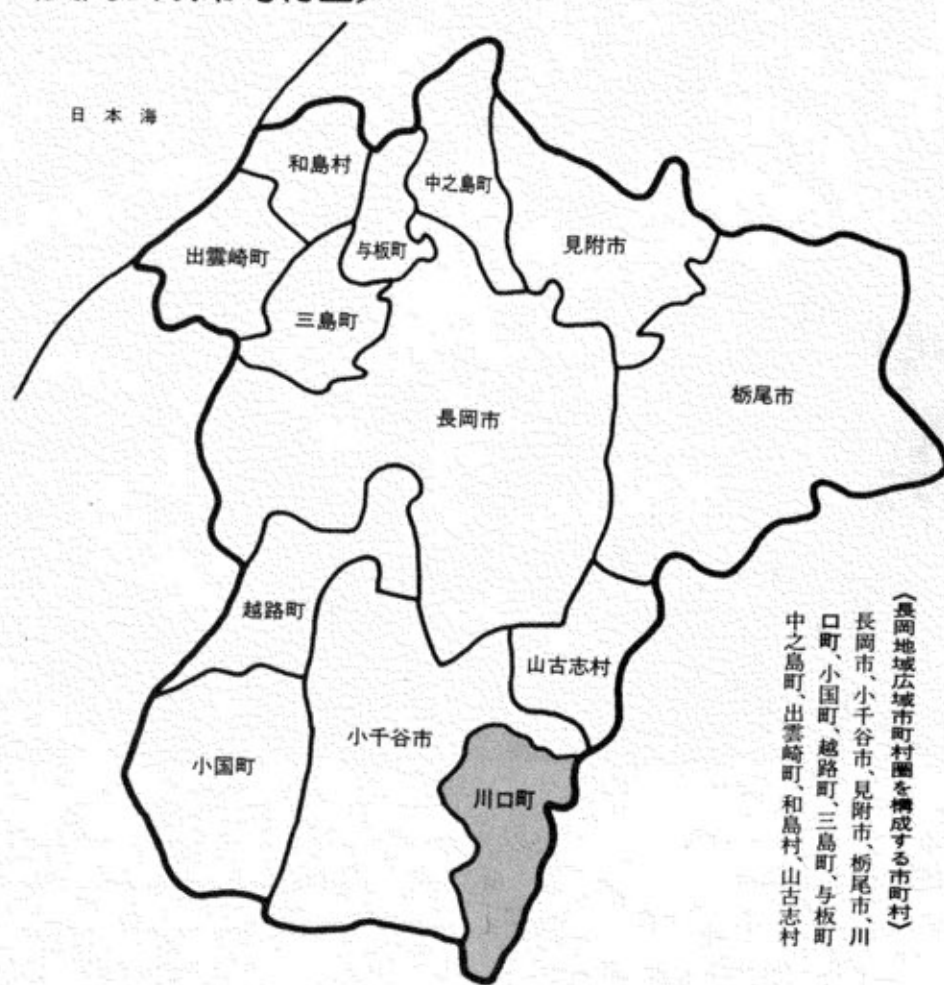 日本海
和島村
中之島町
出雲崎町
与板町
見附市
三島町
栃尾市
長岡市
越路町
山古志村
小国町
小千谷市
川口町
〈長岡地域広域市町村圏を構成する市町村〉
長岡市、小千谷市、見附市、栃尾市、川
口町、小国町、越路町、三島町、与板町
中之島町、出雲崎町、和島村、山古志村